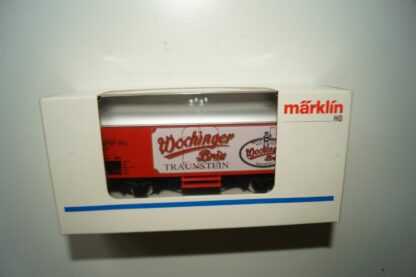 märklin
H0
Wochinger
Bräu
TRAUNSTEIN